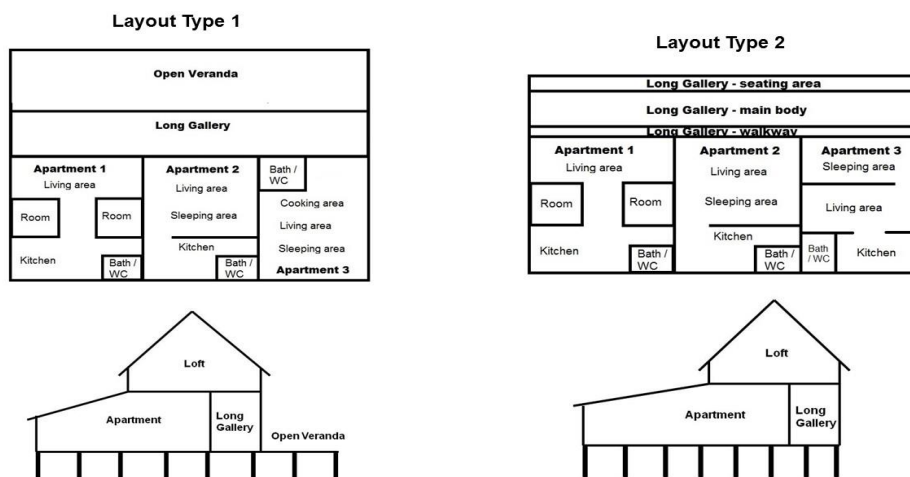 Layout Type 1
Open Veranda
Long Gallery
Apartment 1
Living area
Room
Room
Kitchen
Bath /
WC
Apartment 2
Living area
Sleeping area
Kitchen
Bath /
WC
Bath /
WC
Cooking area
Living area
Sleeping area
Apartment 3
Loft
Apartment
Long
Gallery
Open Veranda
Layout Type 2
Long Gallery - seating area
Long Gallery - main body
Long Gallery - walkway
Apartment 1
Living area
Room
Room
Kitchen
Bath /
WC
Apartment 2
Living area
Sleeping area
Kitchen
Bath /
WC
Apartment 3
Sleeping area
Living area
Bath
/ WC
Kitchen
Loft
Apartment
Long
Gallery